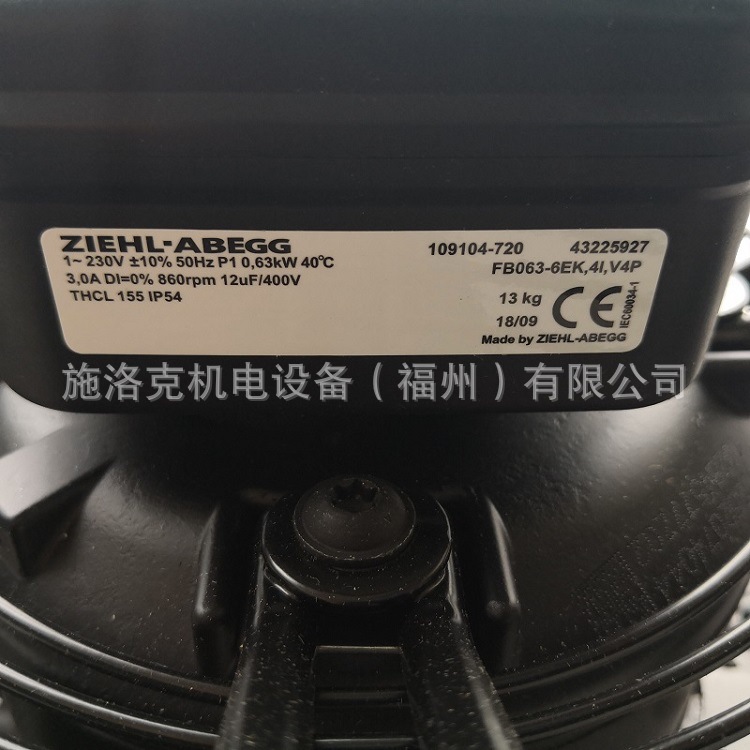 ZIEHL-ABEGG 109104-720 43225927
1~ 230V ±10% 50Hz P1 0,63kW 40°C FB063-6EK,4I,V4P
3,0A DI=0% 860rpm 12uF/400V
THCL 155 IP54 13 kg CE IEC60034-1
18/09
Made by ZIEHL-ABEGG
施洛克机电设备（福州）有限公司